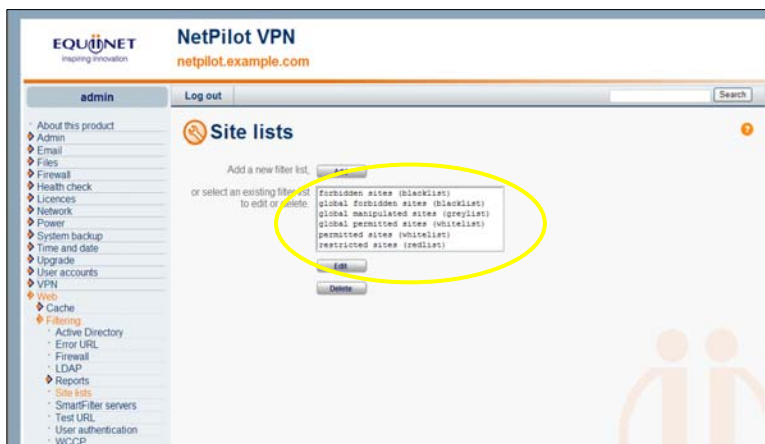 EQUiiNET
inspiring innovation
NetPilot VPN
netpilot.example.com
admin
Log out
Search
About this product
Admin
Email
Files
Firewall
Health check
Licences
Network
Power
System backup
Time and date
Upgrade
User accounts
VPN
Web
Cache
Filtering
Active Directory
Error URL
Firewall
LDAP
Reports
Site lists
SmartFilter servers
Test URL
User authentication
WCCP
Site lists
?
Add a new filter list,
Add
or select an existing filter list
to edit or delete.
forbidden sites (blacklist)
global forbidden sites (blacklist)
global manipulated sites (greylist)
global permitted sites (whitelist)
permitted sites (whitelist)
restricted sites (redlist)
Edit
Delete